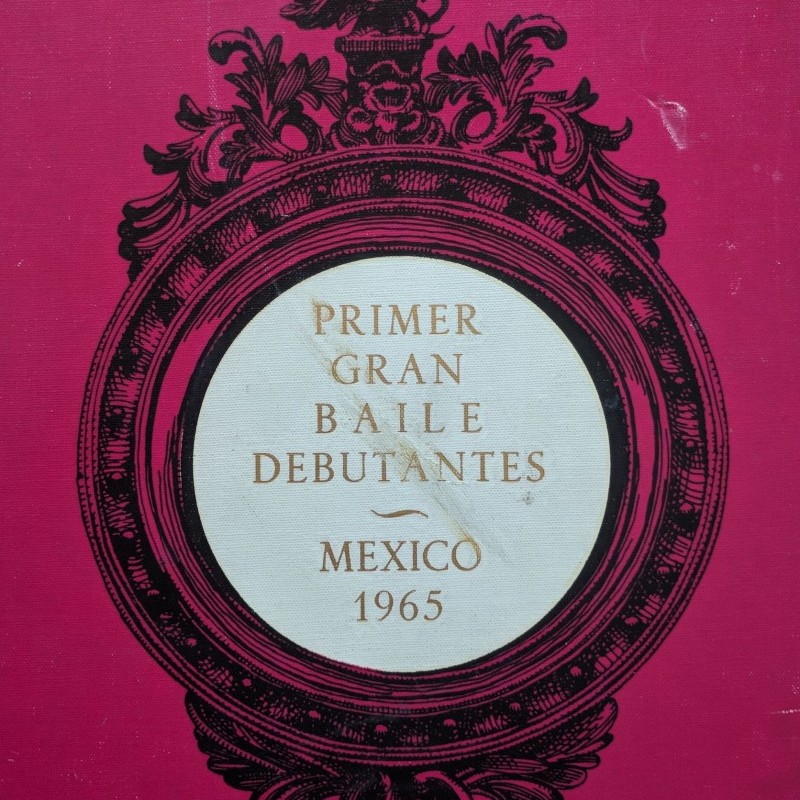 PRIMER
GRAN
BAILE
DEBUTANTES
MEXICO
1965